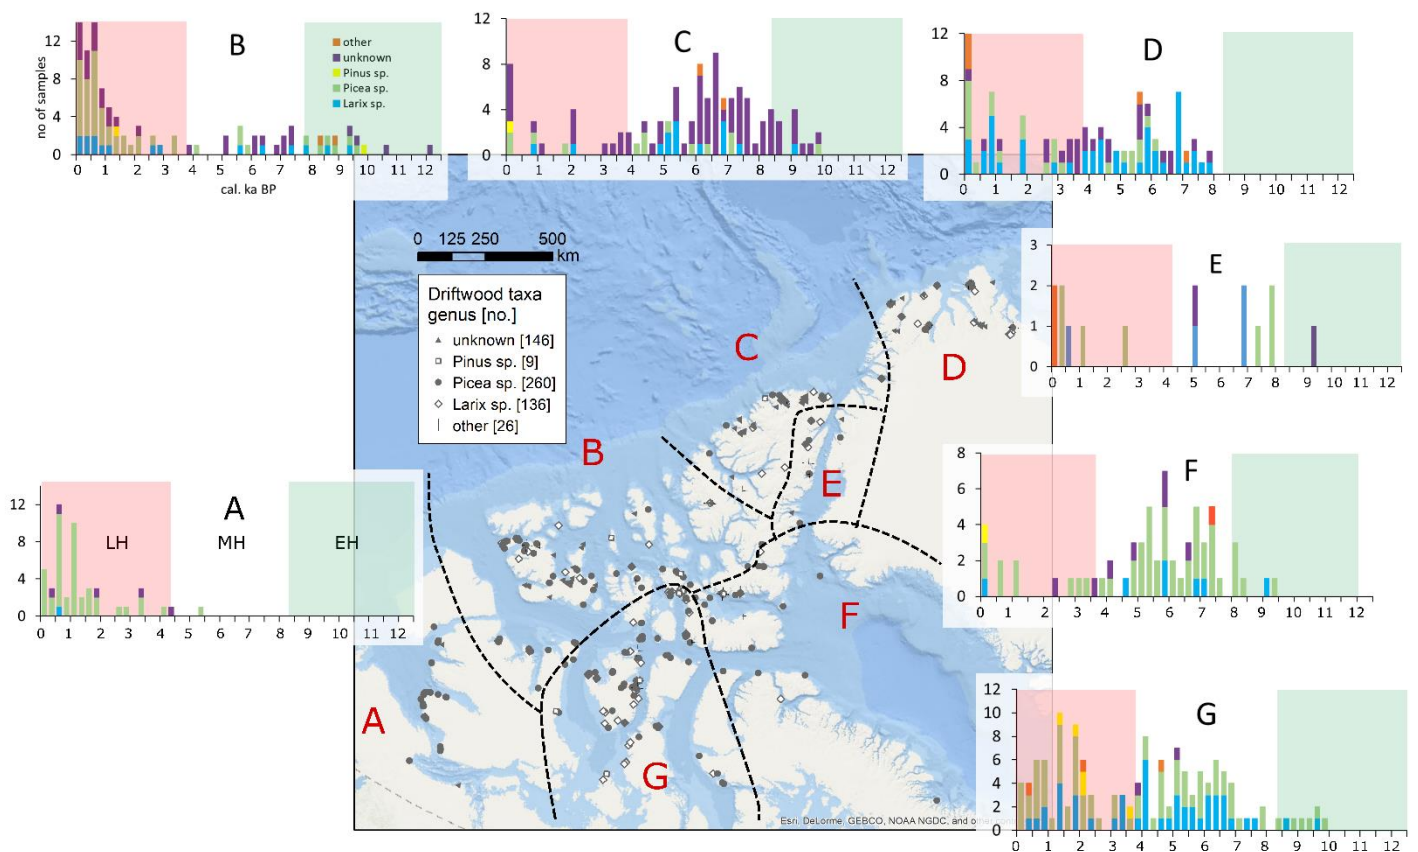 no of samples
12
8
4
0
B
other
unknown
Pinus sp.
Picea sp.
Larix sp.
0 1 2 3 4 5 6 7 8 9 10 11 12
cal. ka BP
12
8
4
0
C
0 1 2 3 4 5 6 7 8 9 10 11 12
12
8
4
0
D
0 1 2 3 4 5 6 7 8 9 10 11 12
0 125 250 500
km
Driftwood taxa
genus [no.]
unknown [146]
Pinus sp. [9]
Picea sp. [260]
Larix sp. [136]
other [26]
3
2
1
0
E
0 1 2 3 4 5 6 7 8 9 10 11 12
C
D
B
E
F
A
G
12
8
4
0
A
LH
MH
EH
0 1 2 3 4 5 6 7 8 9 10 11 12
8
6
4
2
0
F
0 1 2 3 4 5 6 7 8 9 10 11 12
12
10
8
6
4
2
0
G
0 1 2 3 4 5 6 7 8 9 10 11 12
Esri, DeLorme, GEBCO, NOAA NGDC, and